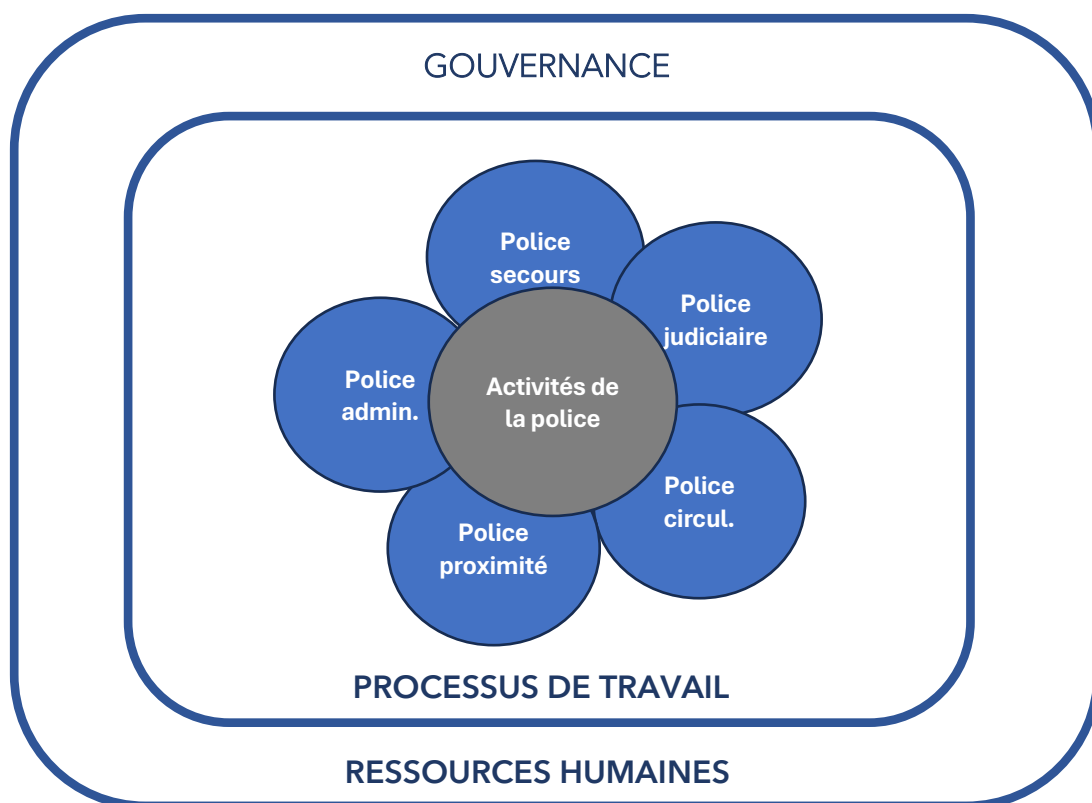 GOUVERNANCE
Police
secours
Police
judiciaire
Police
admin.
Activités de
la police
Police
circul.
Police
proximité
PROCESSUS DE TRAVAIL
RESSOURCES HUMAINES